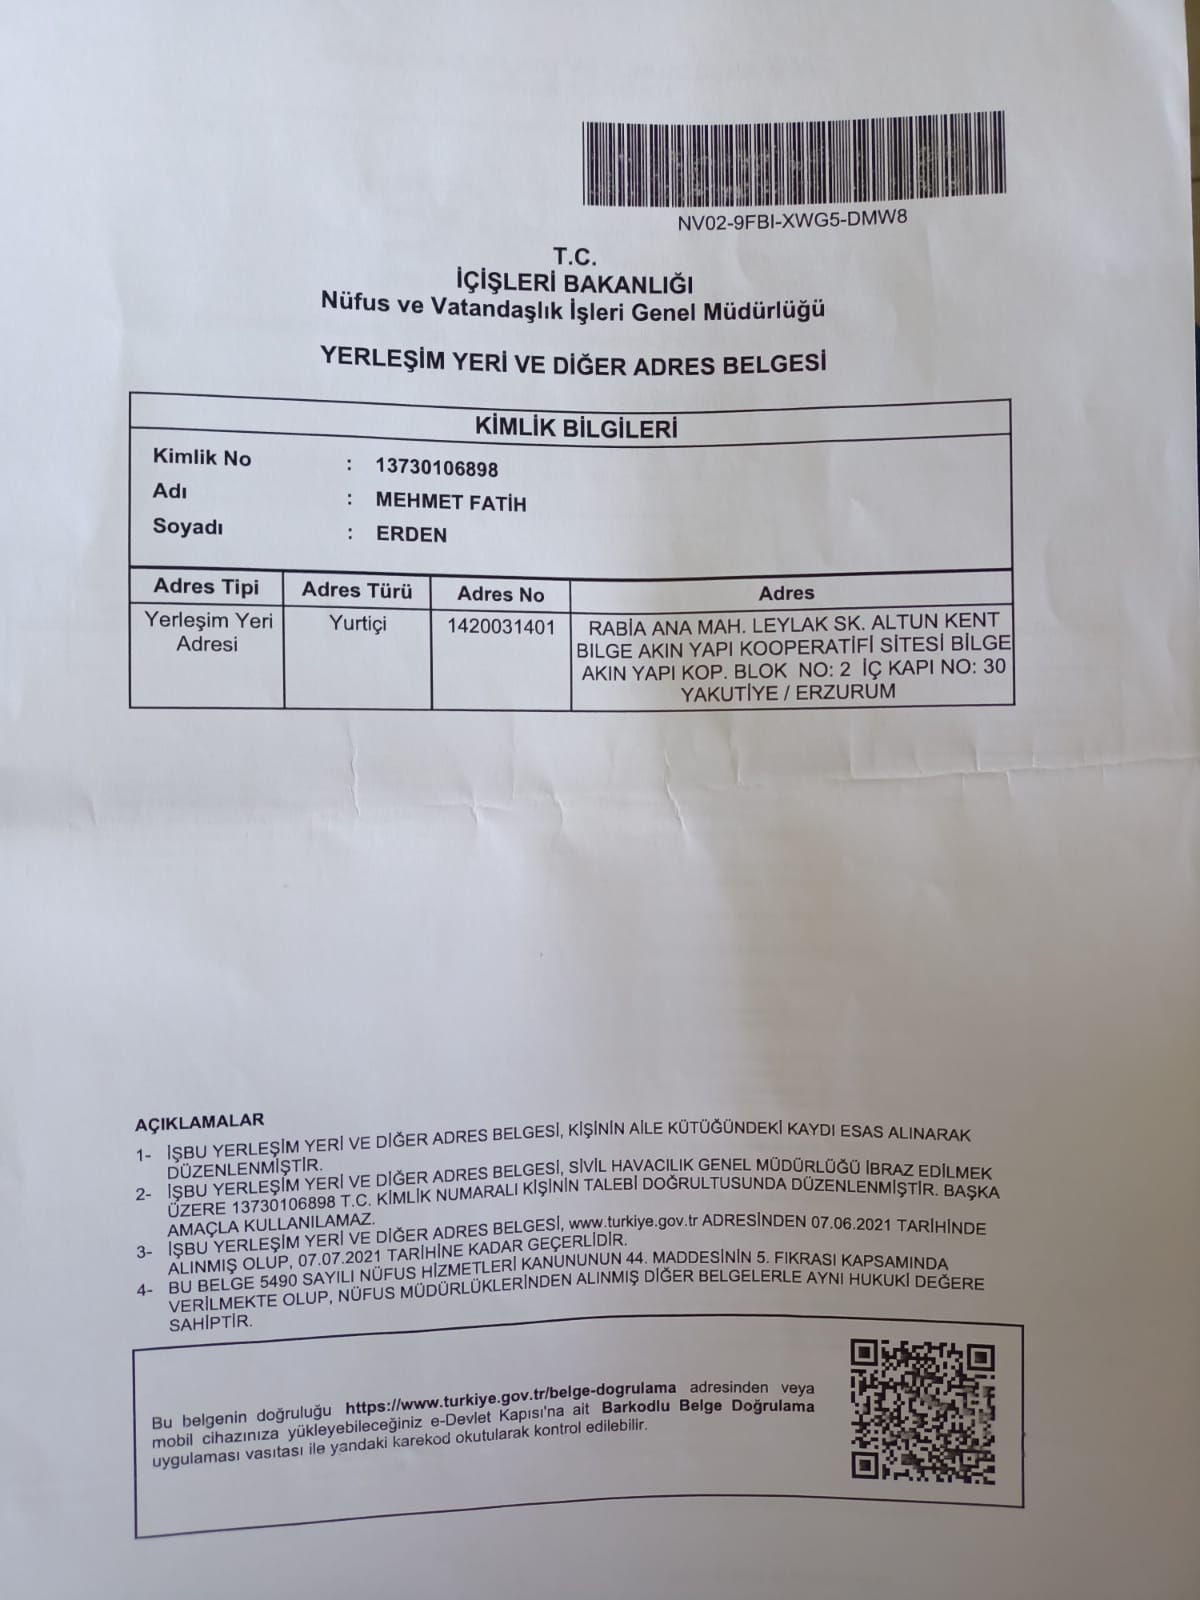 NV02-9FBI-XWG5-DMW8
T.C.
İÇİŞLERİ BAKANLIĞI
Nüfus ve Vatandaşlık İşleri Genel Müdürlüğü
YERLEŞİM YERİ VE DİĞER ADRES BELGESİ
KİMLİK BİLGİLERİ
Kimlik No : 13730106898
Adı : MEHMET FATİH
Soyadı : ERDEN
Adres Tipi Adres Türü Adres No Adres
Yerleşim Yeri Adresi Yurtiçi 1420031401 RABİA ANA MAH. LEYLAK SK. ALTUN KENT
BILGE AKIN YAPI KOOPERATİFİ SİTESİ BİLGE
AKIN YAPI KOP. BLOK NO: 2 İÇ KAPI NO: 30
YAKUTİYE / ERZURUM
AÇIKLAMALAR
1- İŞBU YERLEŞİM YERİ VE DİĞER ADRES BELGESİ, KİŞİNİN AİLE KÜTÜĞÜNDEKİ KAYDI ESAS ALINARAK
DÜZENLENMİŞTİR.
2- İŞBU YERLEŞİM YERİ VE DİĞER ADRES BELGESİ, SİVİL HAVACILIK GENEL MÜDÜRLÜĞÜ İBRAZ EDİLMEK
ÜZERE 13730106898 T.C. KİMLİK NUMARALI KİŞİNİN TALEBİ DOĞRULTUSUNDA DÜZENLENMİŞTİR. BAŞKA
AMAÇLA KULLANILAMAZ.
3- İŞBU YERLEŞİM YERİ VE DİĞER ADRES BELGESİ, www.turkiye.gov.tr ADRESİNDEN 07.06.2021 TARİHİNDE
ALINMIŞ OLUP, 07.07.2021 TARİHİNE KADAR GEÇERLİDİR.
4- BU BELGE 5490 SAYILI NÜFUS HİZMETLERİ KANUNUNUN 44. MADDESİNİN 5. FIKRASI KAPSAMINDA
VERİLMEKTE OLUP, NÜFUS MÜDÜRLÜKLERİNDEN ALINMIŞ DİĞER BELGELERLE AYNI HUKUKİ DEĞERE
SAHİPTİR.
Bu belgenin doğruluğu https://www.turkiye.gov.tr/belge-dogrulama adresinden veya
mobil cihazınıza yükleyebileceğiniz e-Devlet Kapısı'na ait Barkodlu Belge Doğrulama
uygulaması vasıtası ile yandaki karekod okutularak kontrol edilebilir.